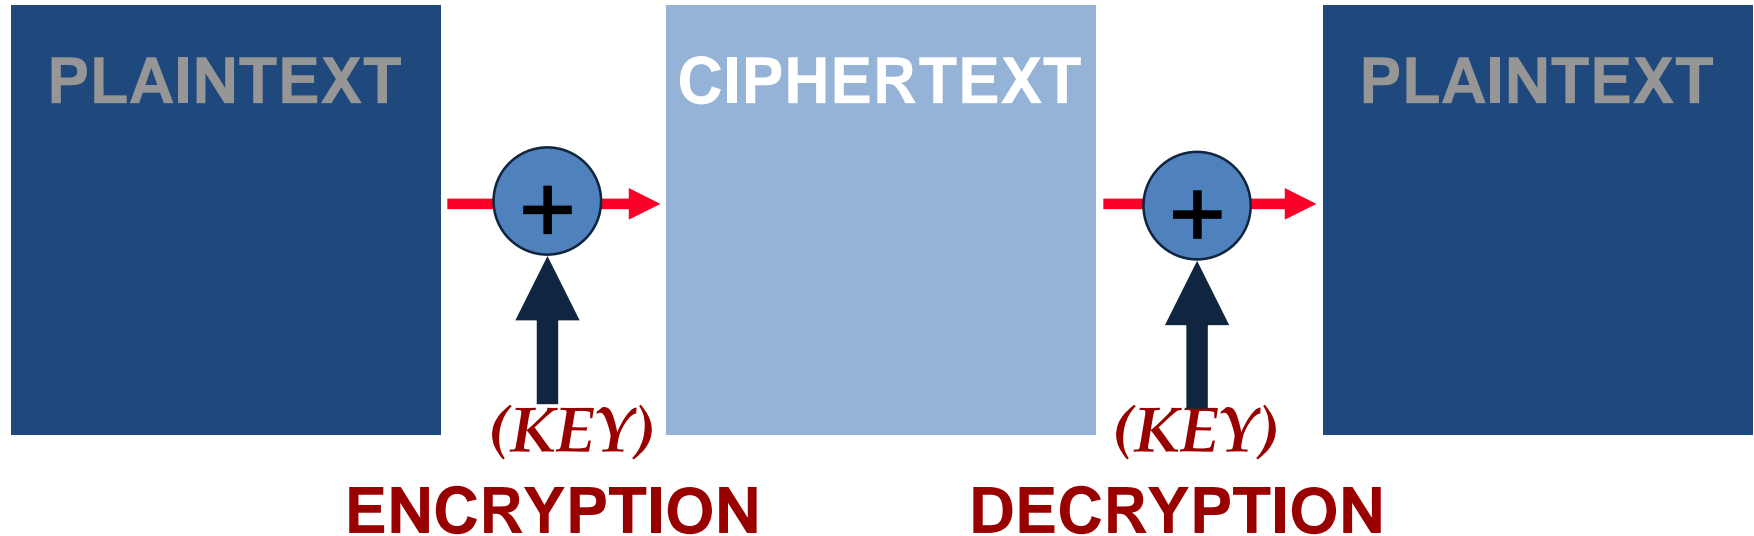 PLAINTEXT CIPHERTEXT PLAINTEXT
+ +
(KEY) (KEY)
ENCRYPTION DECRYPTION